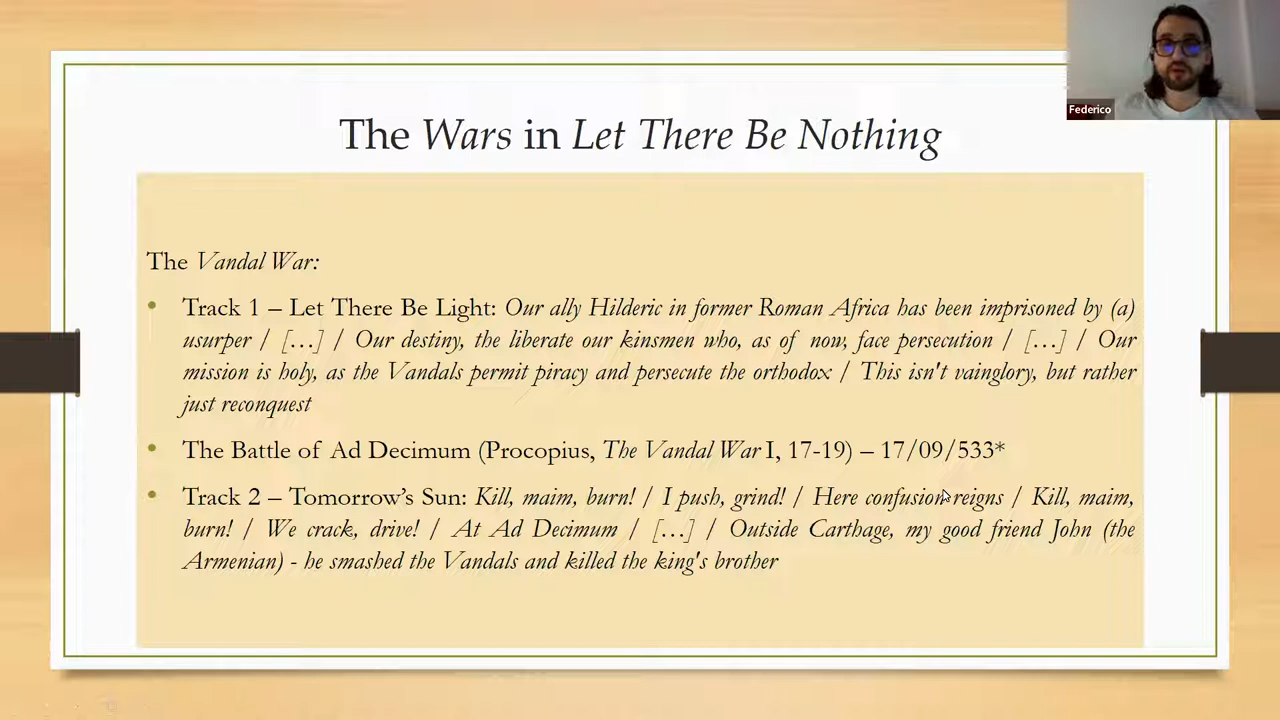 Federico
The Wars in Let There Be Nothing
The Vandal War:
• Track 1 – Let There Be Light: Our ally Hilderic in former Roman Africa has been imprisoned by (a)
usurper / […] / Our destiny, the liberate our kinsmen who, as of now, face persecution / […] / Our
mission is holy, as the Vandals permit piracy and persecute the orthodox / This isn't vainglory, but rather
just reconquest
• The Battle of Ad Decimum (Procopius, The Vandal War I, 17-19) – 17/09/533*
• Track 2 – Tomorrow’s Sun: Kill, maim, burn! / I push, grind! / Here confusion reigns / Kill, maim,
burn! / We crack, drive! / At Ad Decimum / […] / Outside Carthage, my good friend John (the
Armenian) - he smashed the Vandals and killed the king's brother